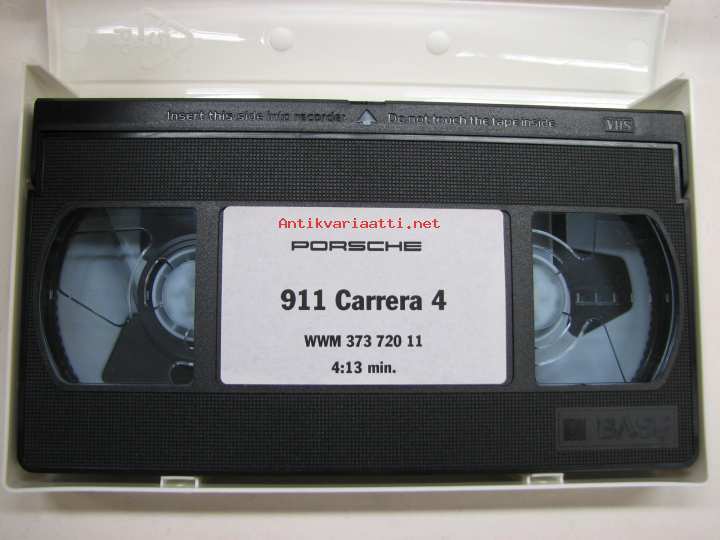 Insert this side into recorder Do not touch the tape inside VHS
Antikvariaatti.net
PORSCHE
911 Carrera 4
WWM 373 720 11
4:13 min.
BASF